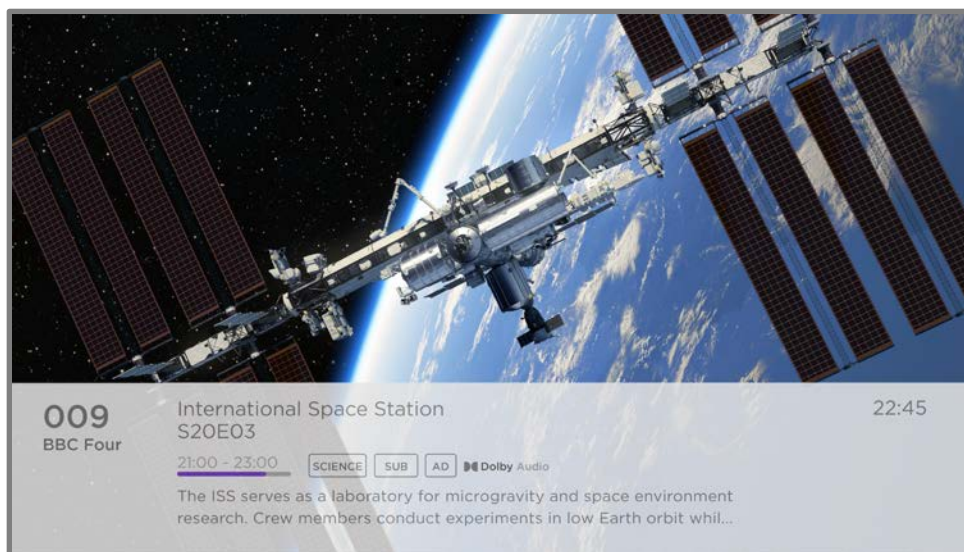 009
BBC Four
International Space Station
S20E03
22:45
21:00 - 23:00 SCIENCE SUB AD Dolby Audio
The ISS serves as a laboratory for microgravity and space environment
research. Crew members conduct experiments in low Earth orbit whil...